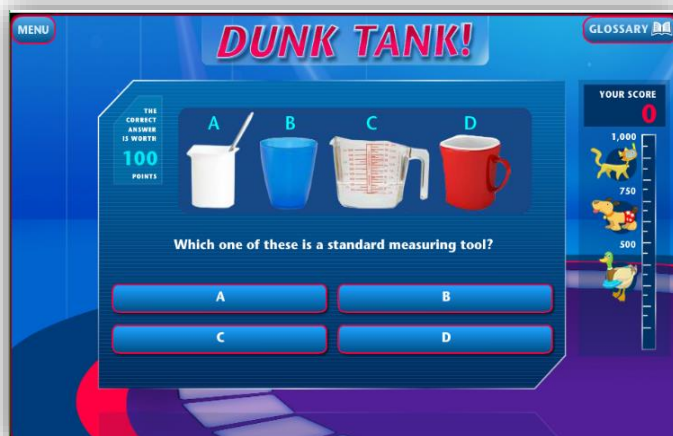 MENU
DUNK TANK!
GLOSSARY
THE
CORRECT
ANSWER
IS WORTH
100
POINTS
A B C D
Which one of these is a standard measuring tool?
A B
C D
YOUR SCORE
0
1,000
750
500